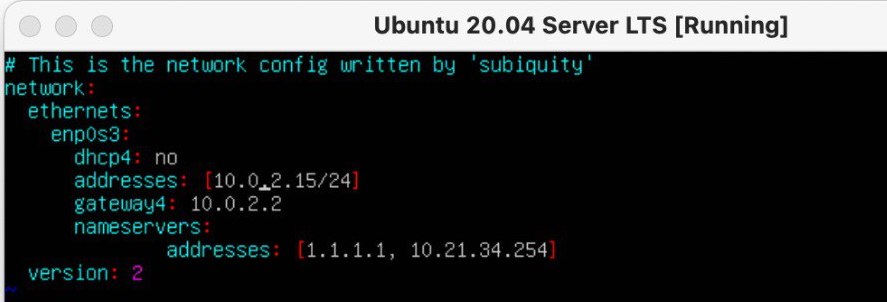 Ubuntu 20.04 Server LTS [Running]
# This is the network config written by 'subiquity'
network:
  ethernets:
    enp0s3:
      dhcp4: no
      addresses: [10.0.2.15/24]
      gateway4: 10.0.2.2
      nameservers:
              addresses: [1.1.1.1, 10.21.34.254]
  version: 2
~